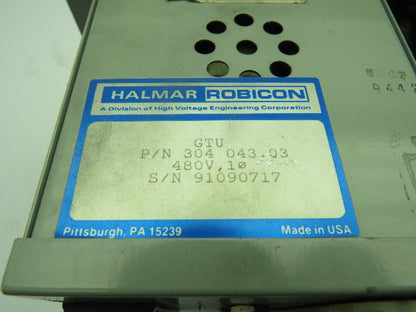 HALMAR ROBICON
A Division of High Voltage Engineering Corporation
GTU
P/N 304 043.03
480V,1ø
S/N 91090717
Pittsburgh, PA 15239 Made in USA